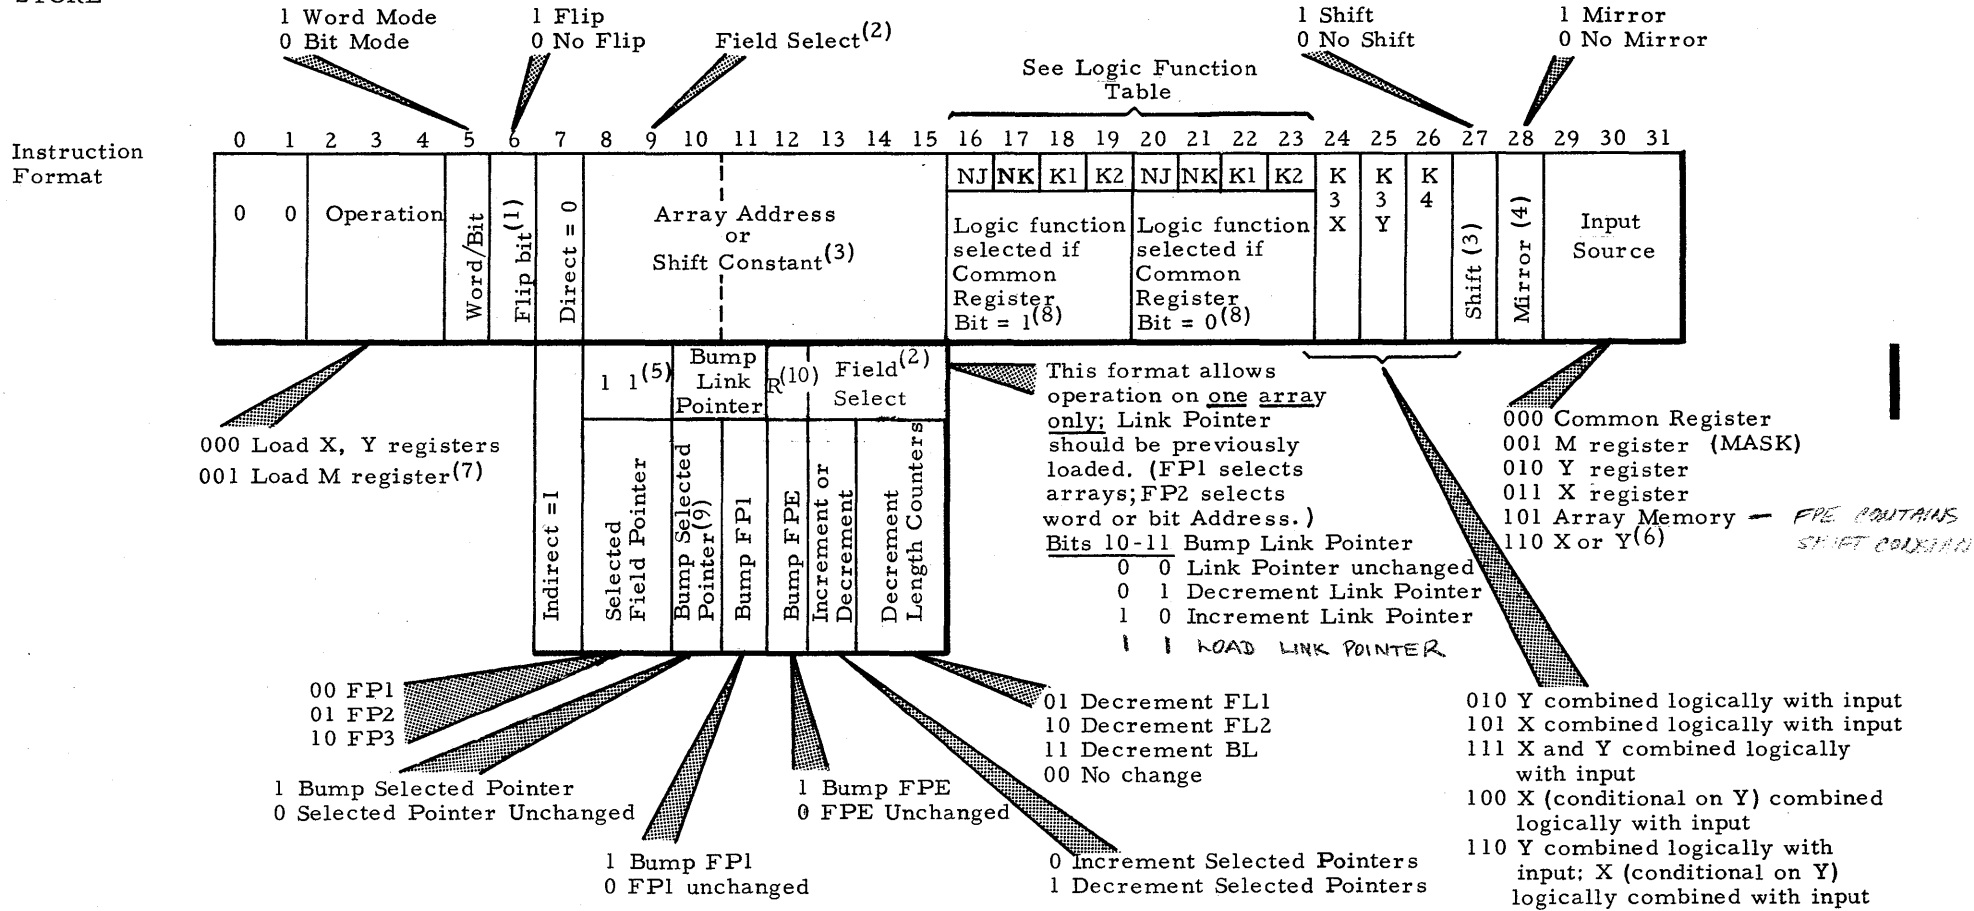 1 Word Mode
0 Bit Mode
1 Flip
0 No Flip
Field Select(2)
1 Shift
0 No Shift
1 Mirror
0 No Mirror
See Logic Function
Table
Instruction
Format
0 1 2 3 4 5 6 7 8 9 10 11 12 13 14 15 16 17 18 19 20 21 22 23 24 25 26 27 28 29 30 31
NJ NK K1 K2 NJ NK K1 K2
0 0
Operation
Word/Bit
Flip bit(1)
Direct = 0
Array Address
or
Shift Constant(3)
Logic function
selected if
Common
Register
Bit = 1(8)
Logic function
selected if
Common
Register
Bit = 0(8)
K
3
X
K
3
Y
K
4
Shift (3)
Mirror (4)
Input
Source
000 Load X, Y registers
001 Load M register(7)
Indirect =1
1 1(5)
Bump
Link
Pointer
R(10)
Field(2)
Select
Selected
Field Pointer
Bump Selected
Pointer(9)
Bump FP1
Bump FPE
Increment or
Decrement
Decrement
Length Counters
This format allows
operation on one array
only; Link Pointer
should be previously
loaded. (FP1 selects
arrays; FP2 selects
word or bit Address.)
Bits 10-11 Bump Link Pointer
0 0 Link Pointer unchanged
0 1 Decrement Link Pointer
1 0 Increment Link Pointer
1 1 LOAD LINK POINTER
000 Common Register
001 M register (MASK)
010 Y register
011 X register
101 Array Memory — FPE CONTAINS
110 X or Y(6)
SHIFT
00 FP1
01 FP2
10 FP3
1 Bump Selected Pointer
0 Selected Pointer Unchanged
1 Bump FP1
0 FP1 unchanged
1 Bump FPE
0 FPE Unchanged
0 Increment Selected Pointers
1 Decrement Selected Pointers
01 Decrement FL1
10 Decrement FL2
11 Decrement BL
00 No change
010 Y combined logically with input
101 X combined logically with input
111 X and Y combined logically
with input
100 X (conditional on Y) combined
logically with input
110 Y combined logically with
input; X (conditional on Y)
logically combined with input